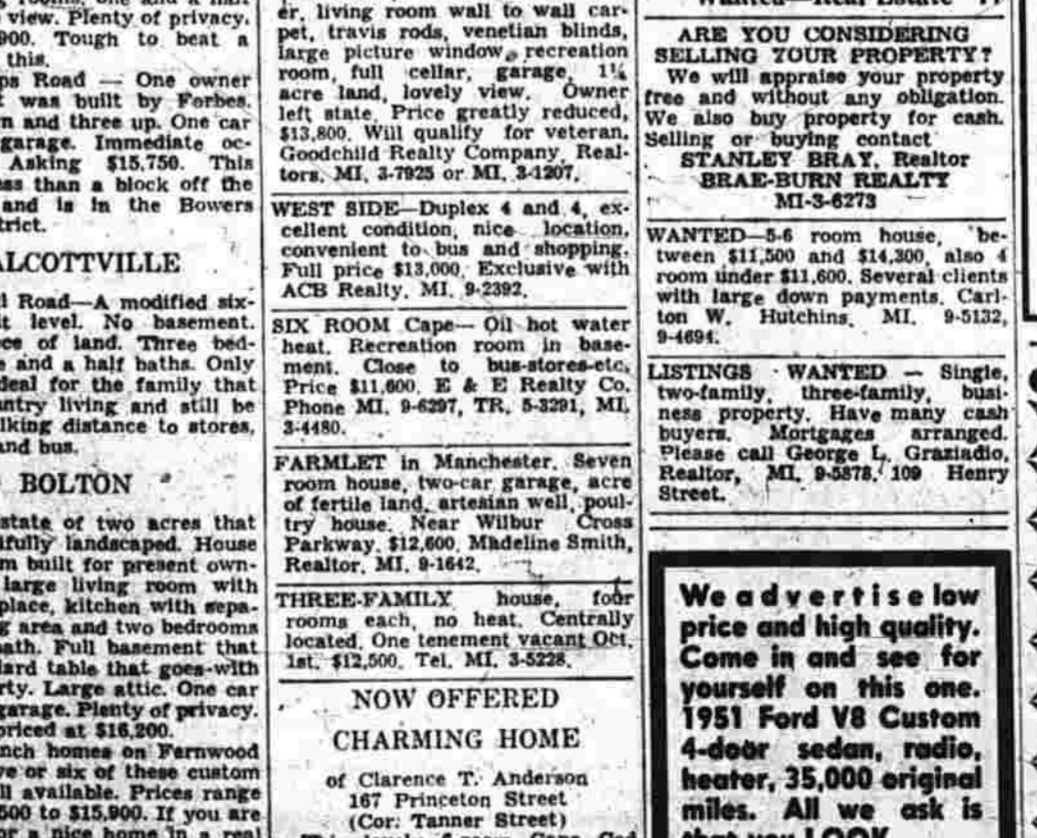 view. Plenty of privacy.
900. Tough to beat a
this.
Road — One owner
was built by Forbes.
and three up. One car
garage. Immediate oc-
Asking $15,750. This
less than a block off the
and is in the Bowers
ALCOTTVILLE
Road—A modified six-
level. No basement.
of land. Three bed-
and a half baths. Only
ideal for the family that
living and still be
distance to stores,
and bus.
BOLTON
state of two acres that
landscaped. House
built for present own-
large living room with
place, kitchen with sepa-
area and two bedrooms
bath. Full basement that
table that goes with
Large attic. One car
garage. Plenty of privacy.
priced at $16,200.
homes on Fernwood
or six of these custom
available. Prices range
500 to $15,900. If you are
a nice home in a real
er, living room wall to wall car-
pet, travis rods, venetian blinds,
large picture window, recreation
room, full cellar, garage, 1¼
acre land, lovely view. Owner
left state. Price greatly reduced,
$13,800. Will qualify for veteran.
Goodchild Realty Company, Real-
tors. MI. 3-7925 or MI. 3-1207.
WEST SIDE—Duplex 4 and 4, ex-
cellent condition, nice location,
convenient to bus and shopping.
Full price $13,000. Exclusive with
ACB Realty. MI. 9-2392.
SIX ROOM Cape— Oil hot water
heat. Recreation room in base-
ment. Close to bus-stores-etc.
Price $11,600. E & E Realty Co.
Phone MI. 9-6297, TR. 5-3291, MI.
3-4480.
FARMLET in Manchester. Seven
room house, two-car garage, acre
of fertile land, artesian well, poul-
try house. Near Wilbur Cross
Parkway. $12,600. Madeline Smith,
Realtor. MI. 9-1642.
THREE-FAMILY house, four
rooms each, no heat. Centrally
located. One tenement vacant Oct.
1st. $12,500. Tel. MI. 3-5228.
NOW OFFERED
CHARMING HOME
of Clarence T. Anderson
167 Princeton Street
(Cor. Tanner Street)
Wanted—Real Estate 77
ARE YOU CONSIDERING
SELLING YOUR PROPERTY?
We will appraise your property
free and without any obligation.
We also buy property for cash.
Selling or buying contact
STANLEY BRAY, Realtor
BRAE-BURN REALTY
MI-3-6273
WANTED—5-6 room house, be-
tween $11,500 and $14,300, also 4
room under $11,600. Several clients
with large down payments. Carl-
ton W. Hutchins. MI. 9-5132,
9-4694.
LISTINGS WANTED — Single,
two-family, three-family, busi-
ness property. Have many cash
buyers. Mortgages arranged.
Please call George L. Graziadio,
Realtor, MI. 9-5878. 109 Henry
Street.
We advertise low
price and high quality.
Come in and see for
yourself on this one.
1951 Ford V8 Custom
4-door sedan, radio,
heater, 35,000 original
miles. All we ask is
that you LOOK